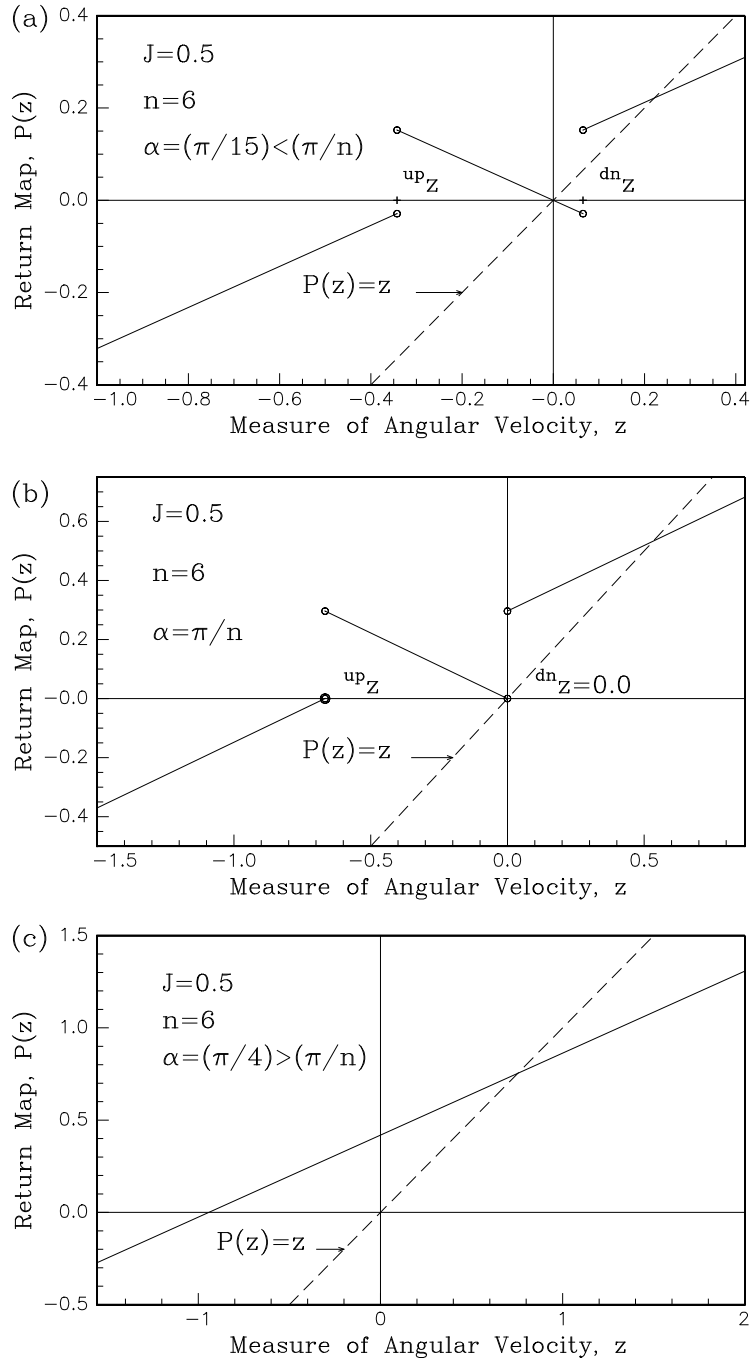 (a)
0.4
0.2
0.0
−0.2
−0.4
Return Map, P(z)
J=0.5
n=6
α=(π/15)<(π/n)
ᵘᵖz
ᵈⁿz
P(z)=z
−1.0 −0.8 −0.6 −0.4 −0.2 −0.0 0.2 0.4
Measure of Angular Velocity, z
(b)
0.6
0.4
0.2
−0.0
−0.2
−0.4
Return Map, P(z)
J=0.5
n=6
α=π/n
ᵘᵖz
ᵈⁿz=0.0
P(z)=z
−1.5 −1.0 −0.5 0.0 0.5
Measure of Angular Velocity, z
(c)
1.5
1.0
0.5
0.0
−0.5
Return Map, P(z)
J=0.5
n=6
α=(π/4)>(π/n)
P(z)=z
−1 0 1 2
Measure of Angular Velocity, z